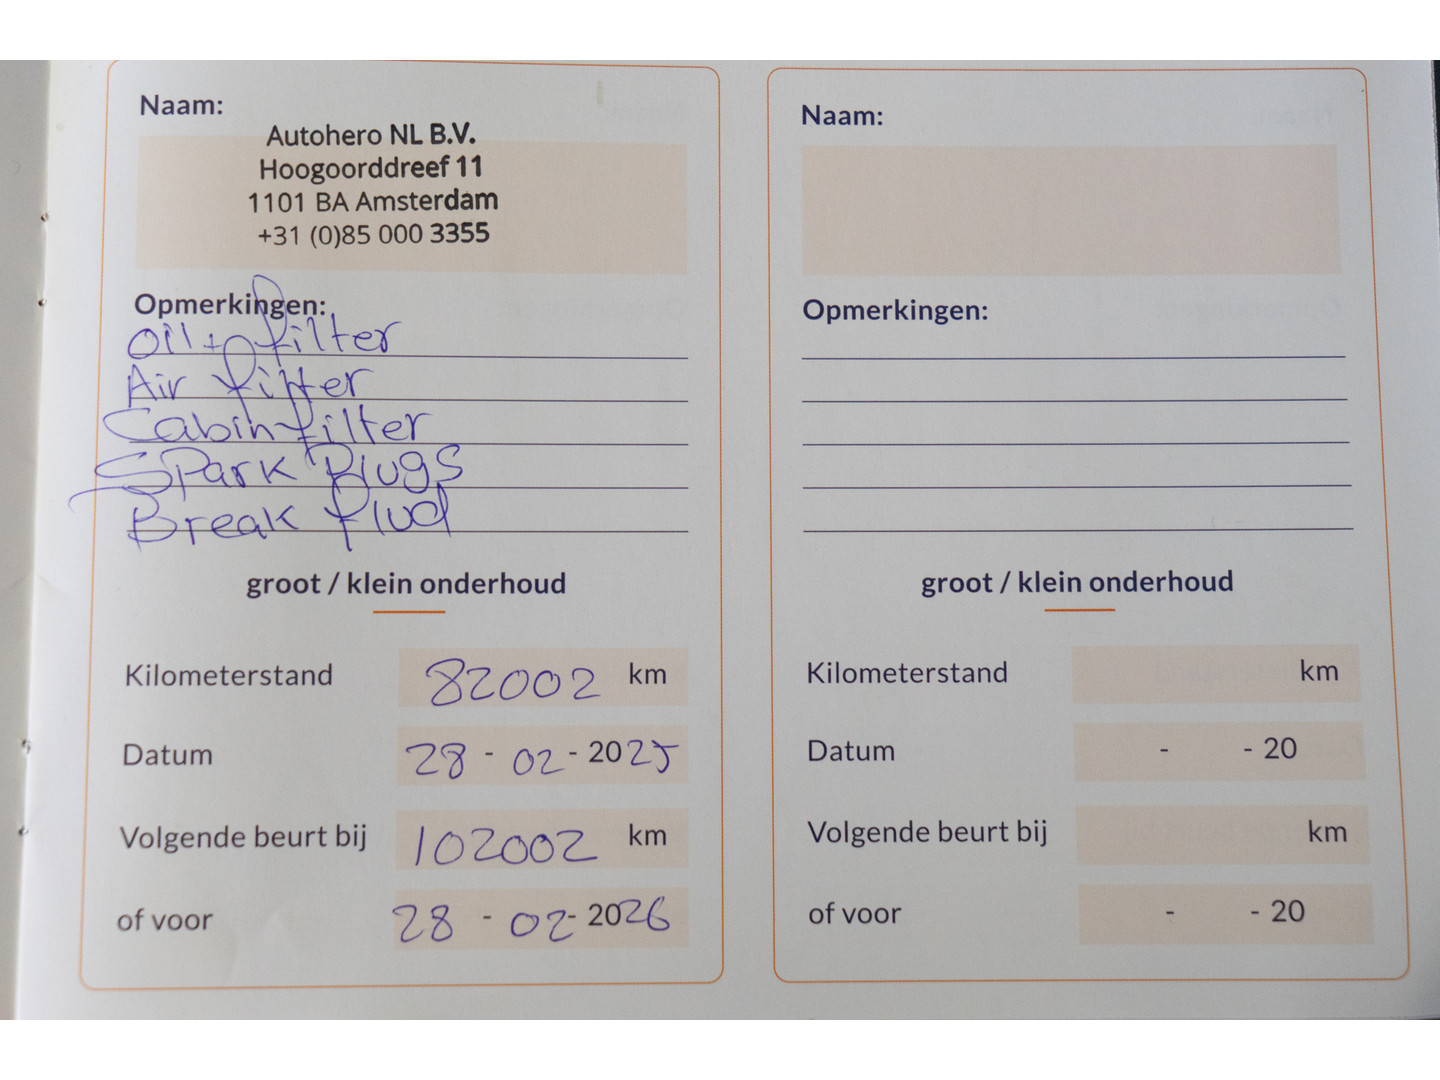 Naam:
Autohero NL B.V.
Hoogoorddreef 11
1101 BA Amsterdam
+31 (0)85 000 3355
Opmerkingen:
Oil+ filter
Air filter
Cabin filter
Spark Plugs
Break flud
groot / klein onderhoud
Kilometerstand 82002 km
Datum 28 - 02 - 2025
Volgende beurt bij 102002 km
of voor 28 - 02 - 2026
Naam:
Opmerkingen:
groot / klein onderhoud
Kilometerstand km
Datum - - 20
Volgende beurt bij km
of voor - - 20